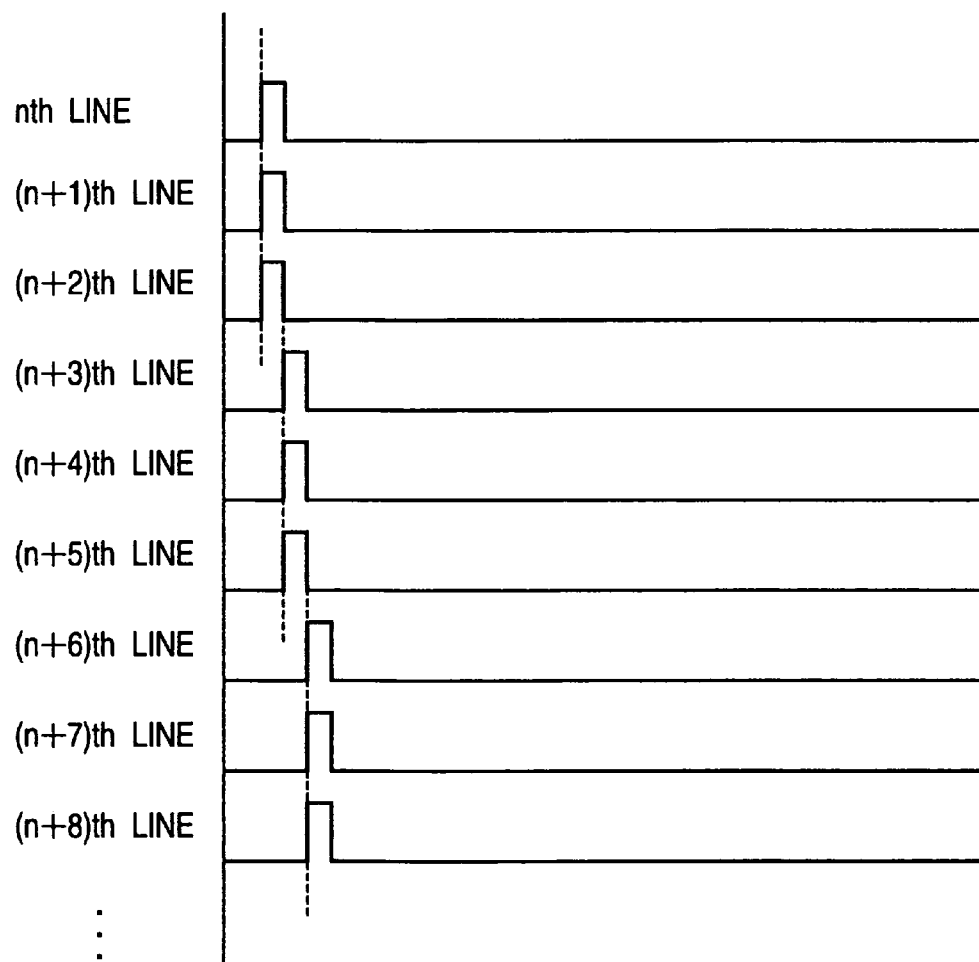 nth LINE
(n+1)th LINE
(n+2)th LINE
(n+3)th LINE
(n+4)th LINE
(n+5)th LINE
(n+6)th LINE
(n+7)th LINE
(n+8)th LINE